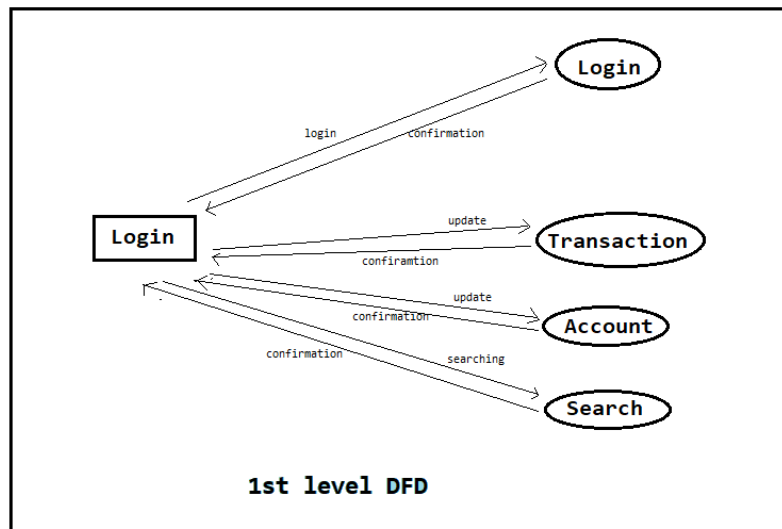 Login
login
confirmation
Login
update
Transaction
confiramtion
update
Account
confirmation
searching
confirmation
Search
1st level DFD